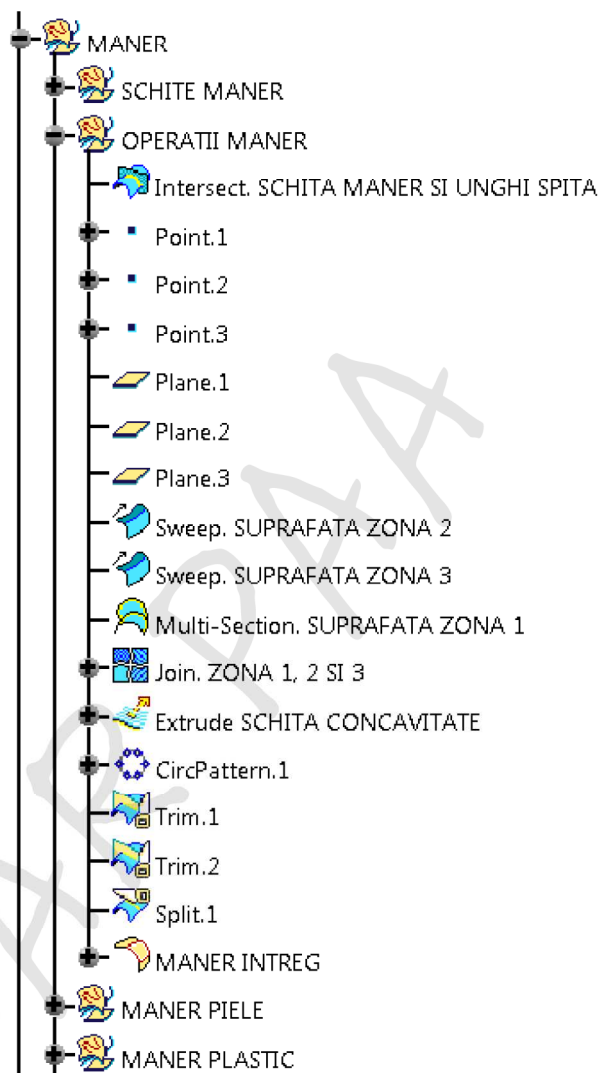 MANER
SCHITE MANER
OPERATII MANER
Intersect. SCHITA MANER SI UNGHI SPITA
Point.1
Point.2
Point.3
Plane.1
Plane.2
Plane.3
Sweep. SUPRAFATA ZONA 2
Sweep. SUPRAFATA ZONA 3
Multi-Section. SUPRAFATA ZONA 1
Join. ZONA 1, 2 SI 3
Extrude SCHITA CONCAVITATE
CircPattern.1
Trim.1
Trim.2
Split.1
MANER INTREG
MANER PIELE
MANER PLASTIC